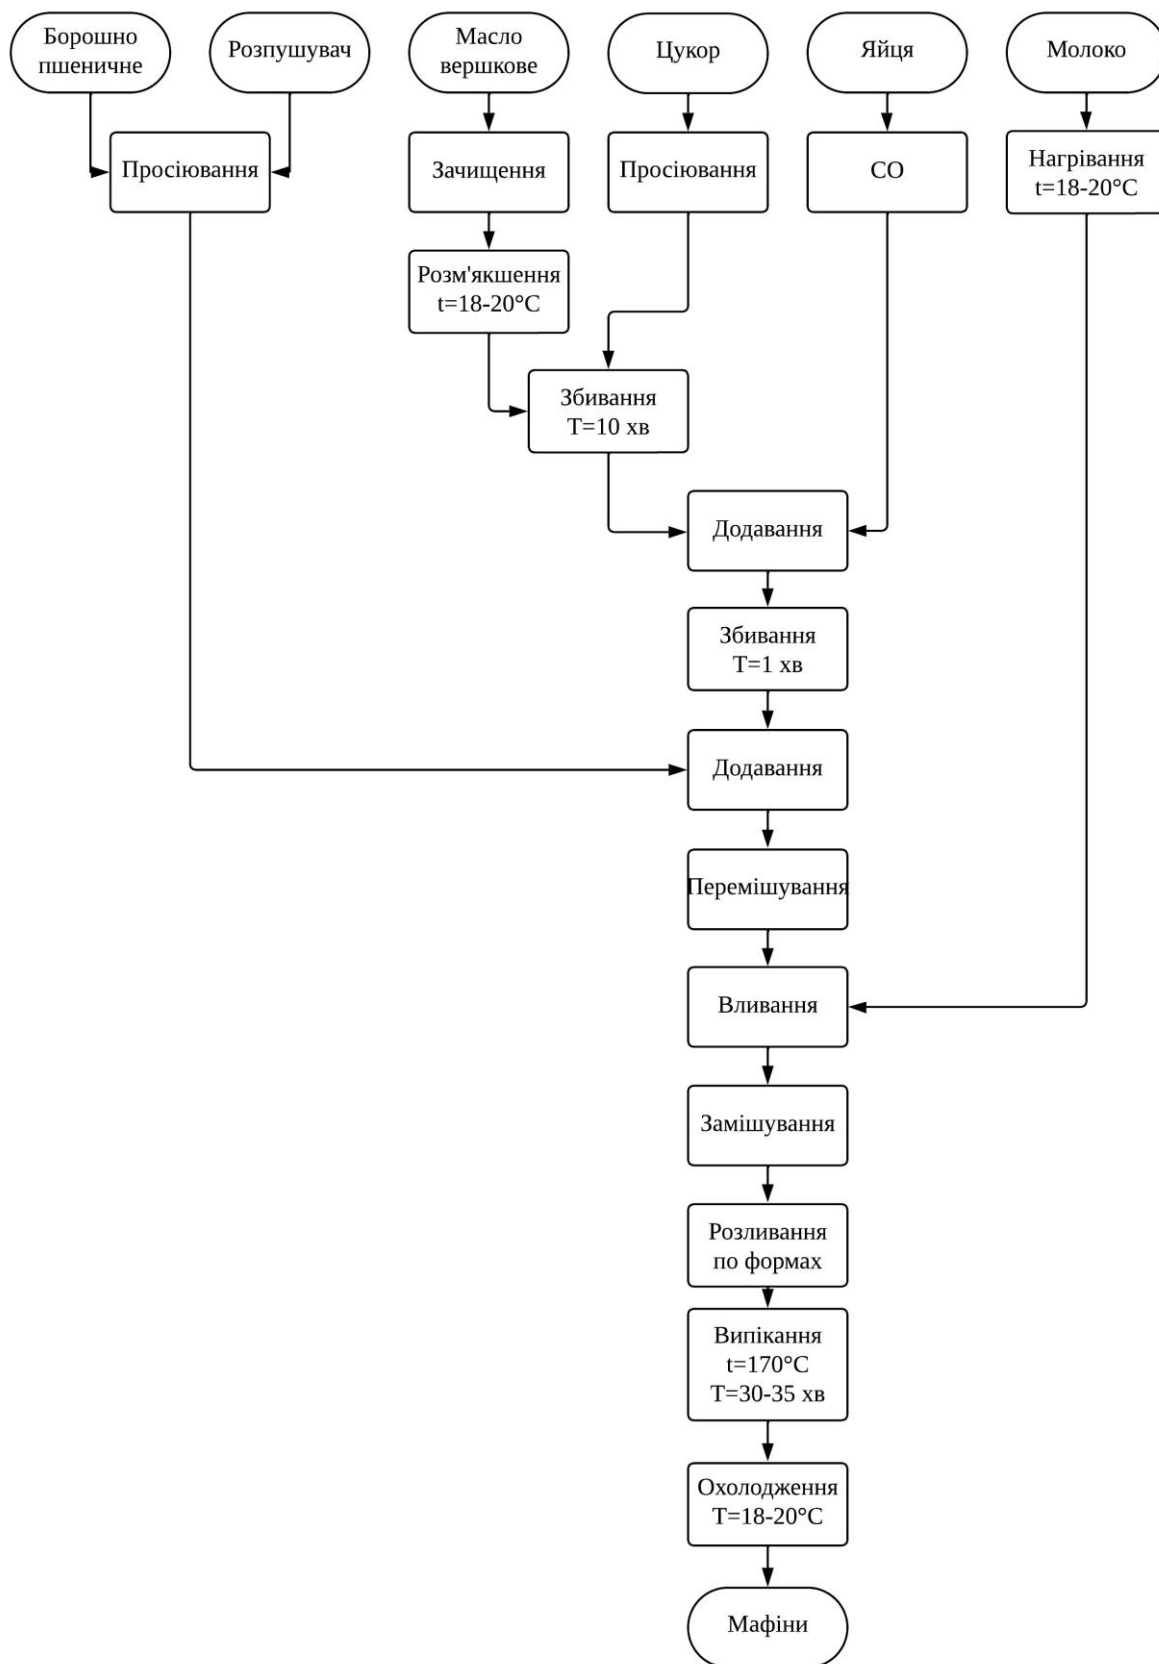 Борошно
пшеничне
Розпушувач
Масло
вершкове
Цукор
Яйця
Молоко
Просіювання
Зачищення
Просіювання
СО
Нагрівання
t=18-20°C
Розм'якшення
t=18-20°C
Збивання
Т=10 хв
Додавання
Збивання
Т=1 хв
Додавання
Перемішування
Вливання
Замішування
Розливання
по формах
Випікання
t=170°C
Т=30-35 хв
Охолодження
Т=18-20°C
Мафіни